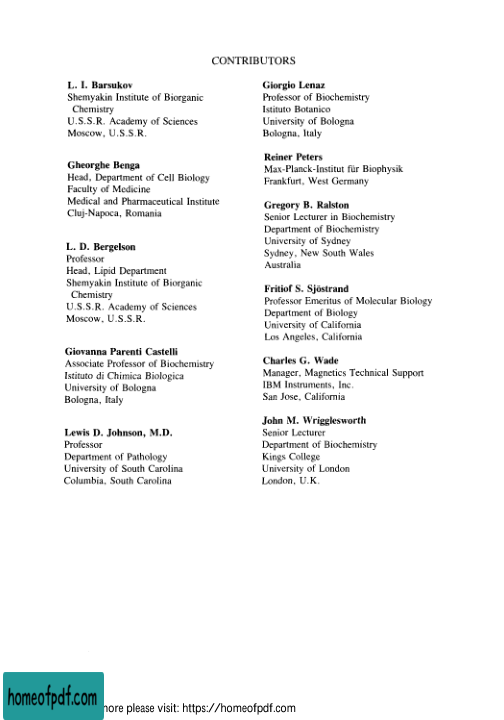 CONTRIBUTORS
L. I. Barsukov
Shemyakin Institute of Biorganic
Chemistry
U.S.S.R. Academy of Sciences
Moscow, U.S.S.R.
Gheorghe Benga
Head, Department of Cell Biology
Faculty of Medicine
Medical and Pharmaceutical Institute
Cluj-Napoca, Romania
L. D. Bergelson
Professor
Head, Lipid Department
Shemyakin Institute of Biorganic
Chemistry
U.S.S.R. Academy of Sciences
Moscow, U.S.S.R.
Giovanna Parenti Castelli
Associate Professor of Biochemistry
Istituto di Chimica Biologica
University of Bologna
Bologna, Italy
Lewis D. Johnson, M.D.
Professor
Department of Pathology
University of South Carolina
Columbia, South Carolina
Giorgio Lenaz
Professor of Biochemistry
Istituto Botanico
University of Bologna
Bologna, Italy
Reiner Peters
Max-Planck-Institut für Biophysik
Frankfurt, West Germany
Gregory B. Ralston
Senior Lecturer in Biochemistry
Department of Biochemistry
University of Sydney
Sydney, New South Wales
Australia
Fritiof S. Sjöstrand
Professor Emeritus of Molecular Biology
Department of Biology
University of California
Los Angeles, California
Charles G. Wade
Manager, Magnetics Technical Support
IBM Instruments, Inc.
San Jose, California
John M. Wrigglesworth
Senior Lecturer
Department of Biochemistry
Kings College
University of London
London, U.K.
homeofpdf.com
more please visit: https://homeofpdf.com